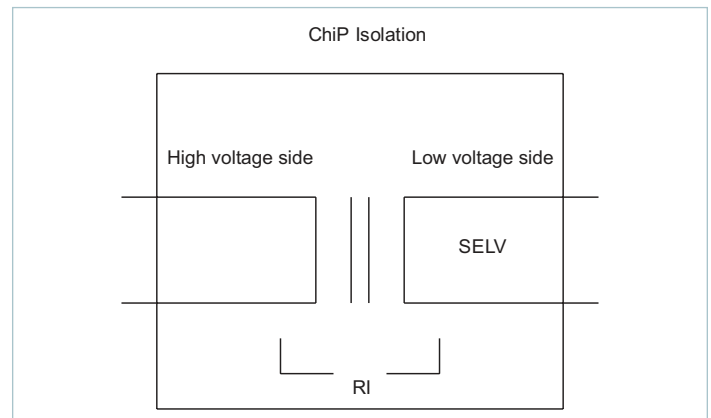 ChiP Isolation
High voltage side
Low voltage side
SELV
RI